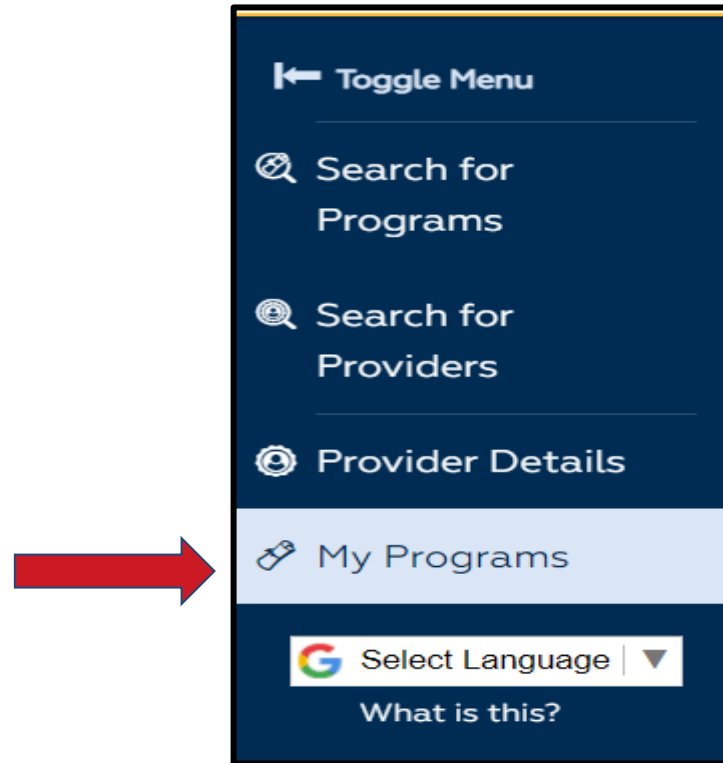 Toggle Menu
Search for
Programs
Search for
Providers
Provider Details
My Programs
Select Language
What is this?